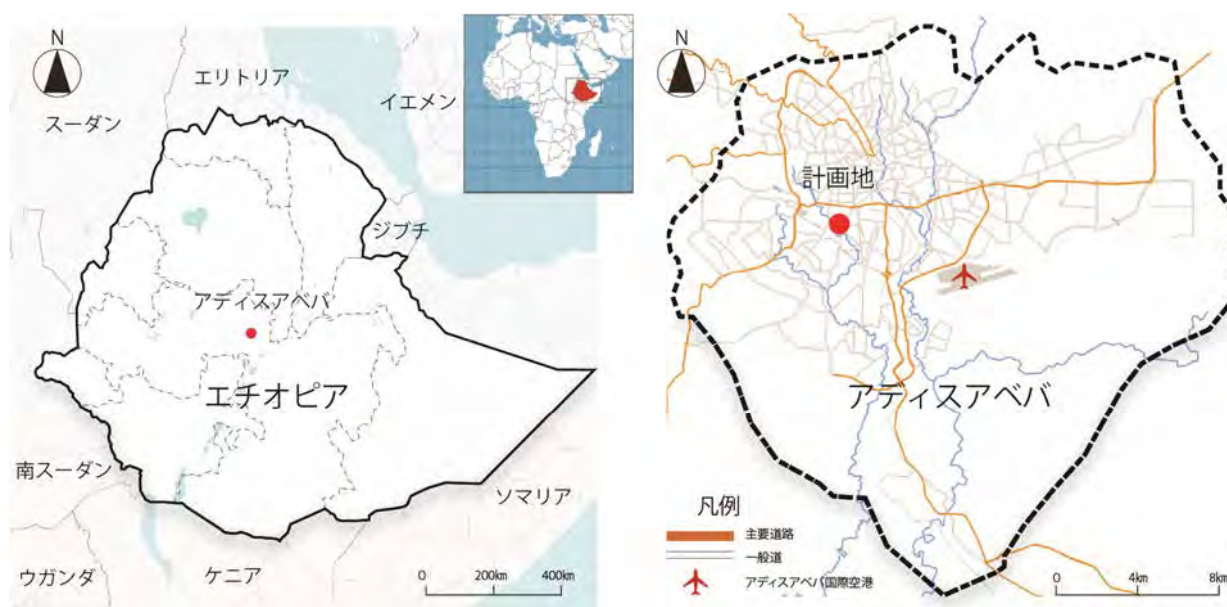 N
エリトリア
スーダン
イエメン
ジブチ
アディスアベバ
エチオピア
南スーダン
ソマリア
ウガンダ
ケニア
0 200km 400km
N
計画地
アディスアベバ
凡例
主要道路
一般道
アディスアベバ国際空港
0 4km 8km